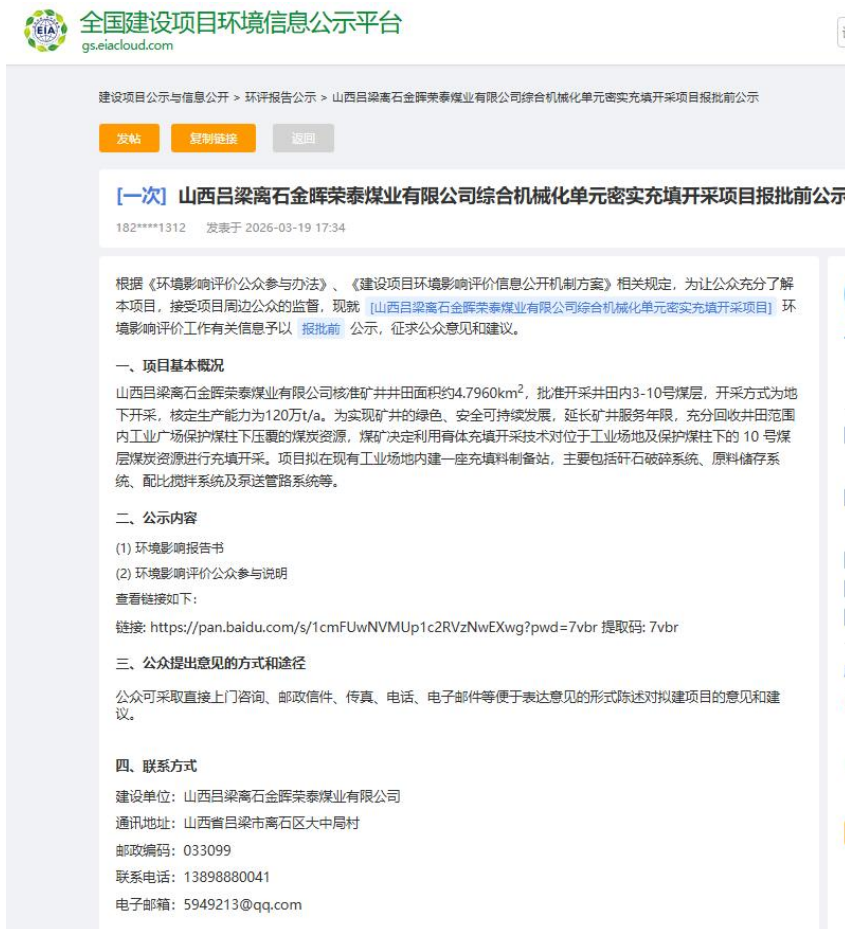 全国建设项目环境信息公示平台
gs.eiacloud.com
建设项目公示与信息公开 > 环评报告公示 > 山西吕梁离石金晖荣泰煤业有限公司综合机械化单元密实充填开采项目报批前公示
发帖 复制链接 返回
[一次] 山西吕梁离石金晖荣泰煤业有限公司综合机械化单元密实充填开采项目报批前公示
182****1312 发表于 2026-03-19 17:34
根据《环境影响评价公众参与办法》、《建设项目环境影响评价信息公开机制方案》相关规定，为让公众充分了解
本项目，接受项目周边公众的监督，现就 [山西吕梁离石金晖荣泰煤业有限公司综合机械化单元密实充填开采项目] 环
境影响评价工作有关信息予以 报批前 公示，征求公众意见和建议。
一、项目基本概况
山西吕梁离石金晖荣泰煤业有限公司核准矿井井田面积约4.7960km²，批准开采井田内3-10号煤层，开采方式为地
下开采，核定生产能力为120万t/a。为实现矿井的绿色、安全可持续发展，延长矿井服务年限，充分回收井田范围
内工业广场保护煤柱下压覆的煤炭资源，煤矿决定利用膏体充填开采技术对位于工业场地及保护煤柱下的 10 号煤
层煤炭资源进行充填开采。项目拟在现有工业场地内建一座充填料制备站，主要包括矸石破碎系统、原料储存系
统、配比搅拌系统及泵送管路系统等。
二、公示内容
(1) 环境影响报告书
(2) 环境影响评价公众参与说明
查看链接如下：
链接: https://pan.baidu.com/s/1cmFUwNVMUp1c2RVzNwEXwg?pwd=7vbr 提取码: 7vbr
三、公众提出意见的方式和途径
公众可采取直接上门咨询、邮政信件、传真、电话、电子邮件等便于表达意见的形式陈述对拟建项目的意见和建
议。
四、联系方式
建设单位：山西吕梁离石金晖荣泰煤业有限公司
通讯地址：山西省吕梁市离石区大中局村
邮政编码：033099
联系电话：13898880041
电子邮箱：5949213@qq.com